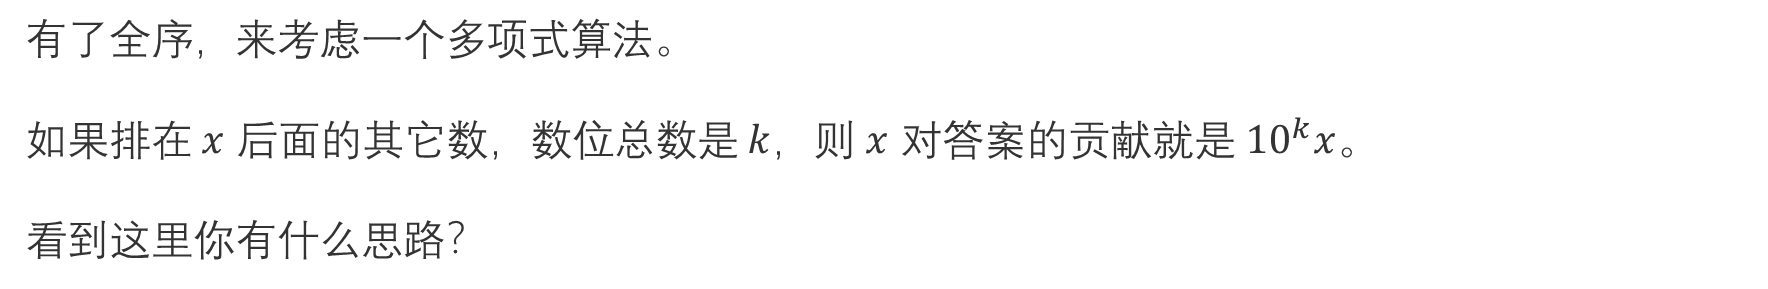 有了全序，来考虑一个多项式算法。
如果排在 x 后面的其它数，数位总数是 k，则 x 对答案的贡献就是 10^k x。
看到这里你有什么思路？